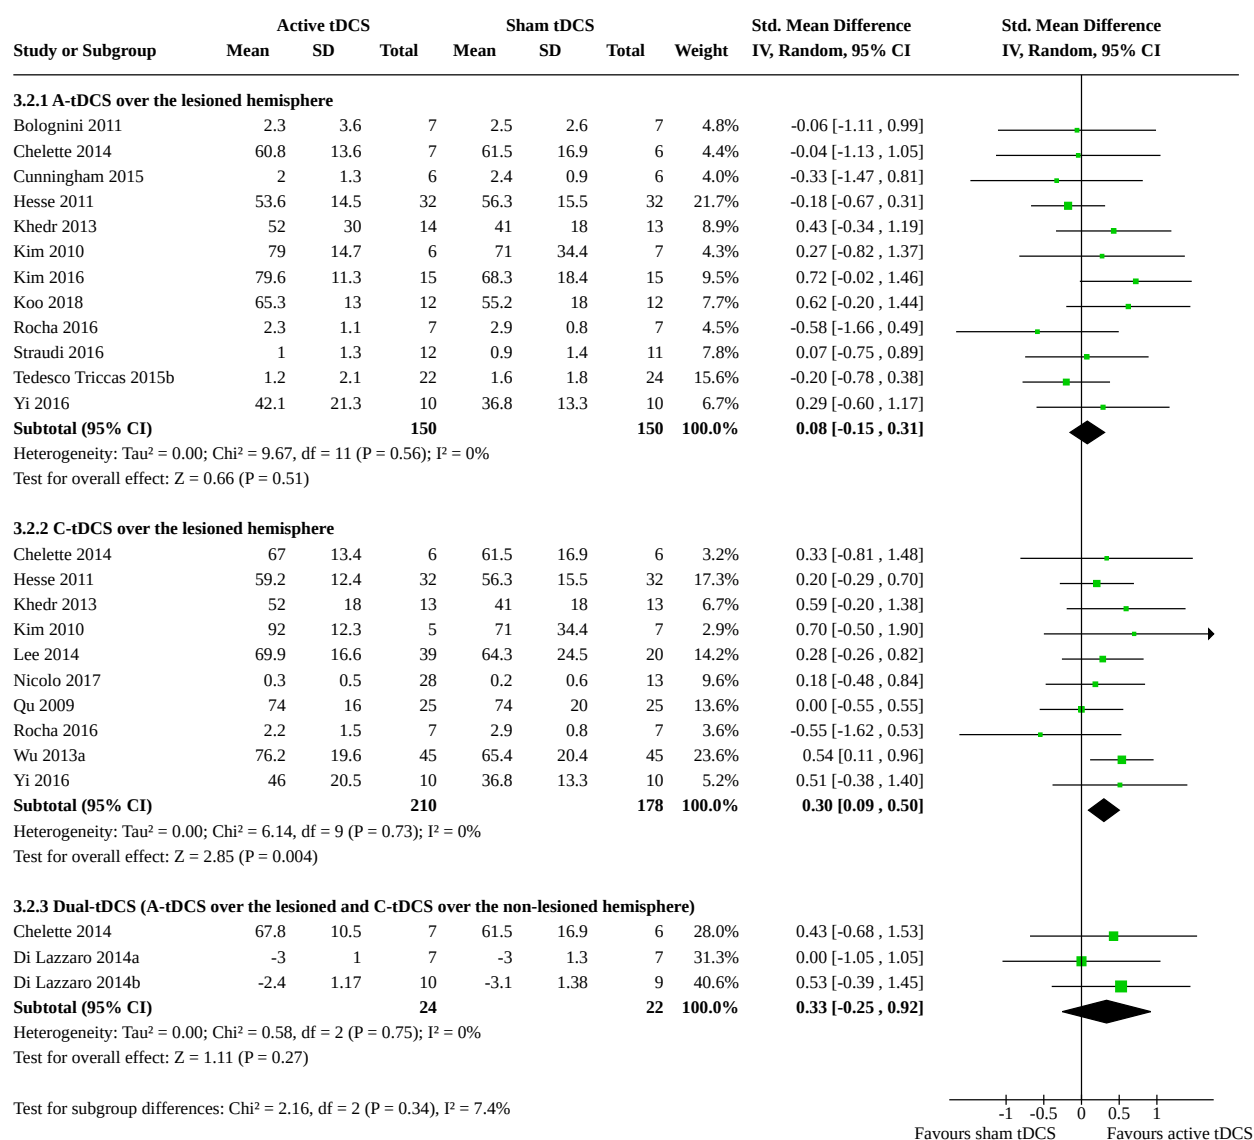 Active tDCS Sham tDCS Std. Mean Difference Std. Mean Difference
Study or Subgroup Mean SD Total Mean SD Total Weight IV, Random, 95% CI IV, Random, 95% CI
3.2.1 A-tDCS over the lesioned hemisphere
Bolognini 2011 2.3 3.6 7 2.5 2.6 7 4.8% -0.06 [-1.11 , 0.99]
Chelette 2014 60.8 13.6 7 61.5 16.9 6 4.4% -0.04 [-1.13 , 1.05]
Cunningham 2015 2 1.3 6 2.4 0.9 6 4.0% -0.33 [-1.47 , 0.81]
Hesse 2011 53.6 14.5 32 56.3 15.5 32 21.7% -0.18 [-0.67 , 0.31]
Khedr 2013 52 30 14 41 18 13 8.9% 0.43 [-0.34 , 1.19]
Kim 2010 79 14.7 6 71 34.4 7 4.3% 0.27 [-0.82 , 1.37]
Kim 2016 79.6 11.3 15 68.3 18.4 15 9.5% 0.72 [-0.02 , 1.46]
Koo 2018 65.3 13 12 55.2 18 12 7.7% 0.62 [-0.20 , 1.44]
Rocha 2016 2.3 1.1 7 2.9 0.8 7 4.5% -0.58 [-1.66 , 0.49]
Straudi 2016 1 1.3 12 0.9 1.4 11 7.8% 0.07 [-0.75 , 0.89]
Tedesco Triccas 2015b 1.2 2.1 22 1.6 1.8 24 15.6% -0.20 [-0.78 , 0.38]
Yi 2016 42.1 21.3 10 36.8 13.3 10 6.7% 0.29 [-0.60 , 1.17]
Subtotal (95% CI) 150 150 100.0% 0.08 [-0.15 , 0.31]
Heterogeneity: Tau² = 0.00; Chi² = 9.67, df = 11 (P = 0.56); I² = 0%
Test for overall effect: Z = 0.66 (P = 0.51)
3.2.2 C-tDCS over the lesioned hemisphere
Chelette 2014 67 13.4 6 61.5 16.9 6 3.2% 0.33 [-0.81 , 1.48]
Hesse 2011 59.2 12.4 32 56.3 15.5 32 17.3% 0.20 [-0.29 , 0.70]
Khedr 2013 52 18 13 41 18 13 6.7% 0.59 [-0.20 , 1.38]
Kim 2010 92 12.3 5 71 34.4 7 2.9% 0.70 [-0.50 , 1.90]
Lee 2014 69.9 16.6 39 64.3 24.5 20 14.2% 0.28 [-0.26 , 0.82]
Nicolo 2017 0.3 0.5 28 0.2 0.6 13 9.6% 0.18 [-0.48 , 0.84]
Qu 2009 74 16 25 74 20 25 13.6% 0.00 [-0.55 , 0.55]
Rocha 2016 2.2 1.5 7 2.9 0.8 7 3.6% -0.55 [-1.62 , 0.53]
Wu 2013a 76.2 19.6 45 65.4 20.4 45 23.6% 0.54 [0.11 , 0.96]
Yi 2016 46 20.5 10 36.8 13.3 10 5.2% 0.51 [-0.38 , 1.40]
Subtotal (95% CI) 210 178 100.0% 0.30 [0.09 , 0.50]
Heterogeneity: Tau² = 0.00; Chi² = 6.14, df = 9 (P = 0.73); I² = 0%
Test for overall effect: Z = 2.85 (P = 0.004)
3.2.3 Dual-tDCS (A-tDCS over the lesioned and C-tDCS over the non-lesioned hemisphere)
Chelette 2014 67.8 10.5 7 61.5 16.9 6 28.0% 0.43 [-0.68 , 1.53]
Di Lazzaro 2014a -3 1 7 -3 1.3 7 31.3% 0.00 [-1.05 , 1.05]
Di Lazzaro 2014b -2.4 1.17 10 -3.1 1.38 9 40.6% 0.53 [-0.39 , 1.45]
Subtotal (95% CI) 24 22 100.0% 0.33 [-0.25 , 0.92]
Heterogeneity: Tau² = 0.00; Chi² = 0.58, df = 2 (P = 0.75); I² = 0%
Test for overall effect: Z = 1.11 (P = 0.27)
Test for subgroup differences: Chi² = 2.16, df = 2 (P = 0.34), I² = 7.4%
-1 -0.5 0 0.5 1
Favours sham tDCS Favours active tDCS